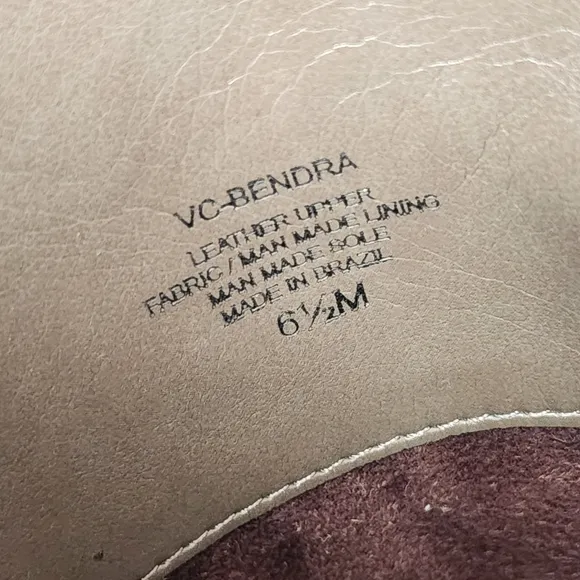 VC-BENDRA
LEATHER UPPER
FABRIC / MAN MADE LINING
MAN MADE SOLE
MADE IN BRAZIL
6½M